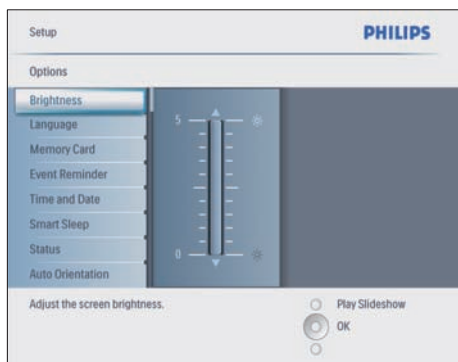 Setup
PHILIPS
Options
Brightness
Language
Memory Card
Event Reminder
Time and Date
Smart Sleep
Status
Auto Orientation
5
0
Adjust the screen brightness.
Play Slideshow
OK